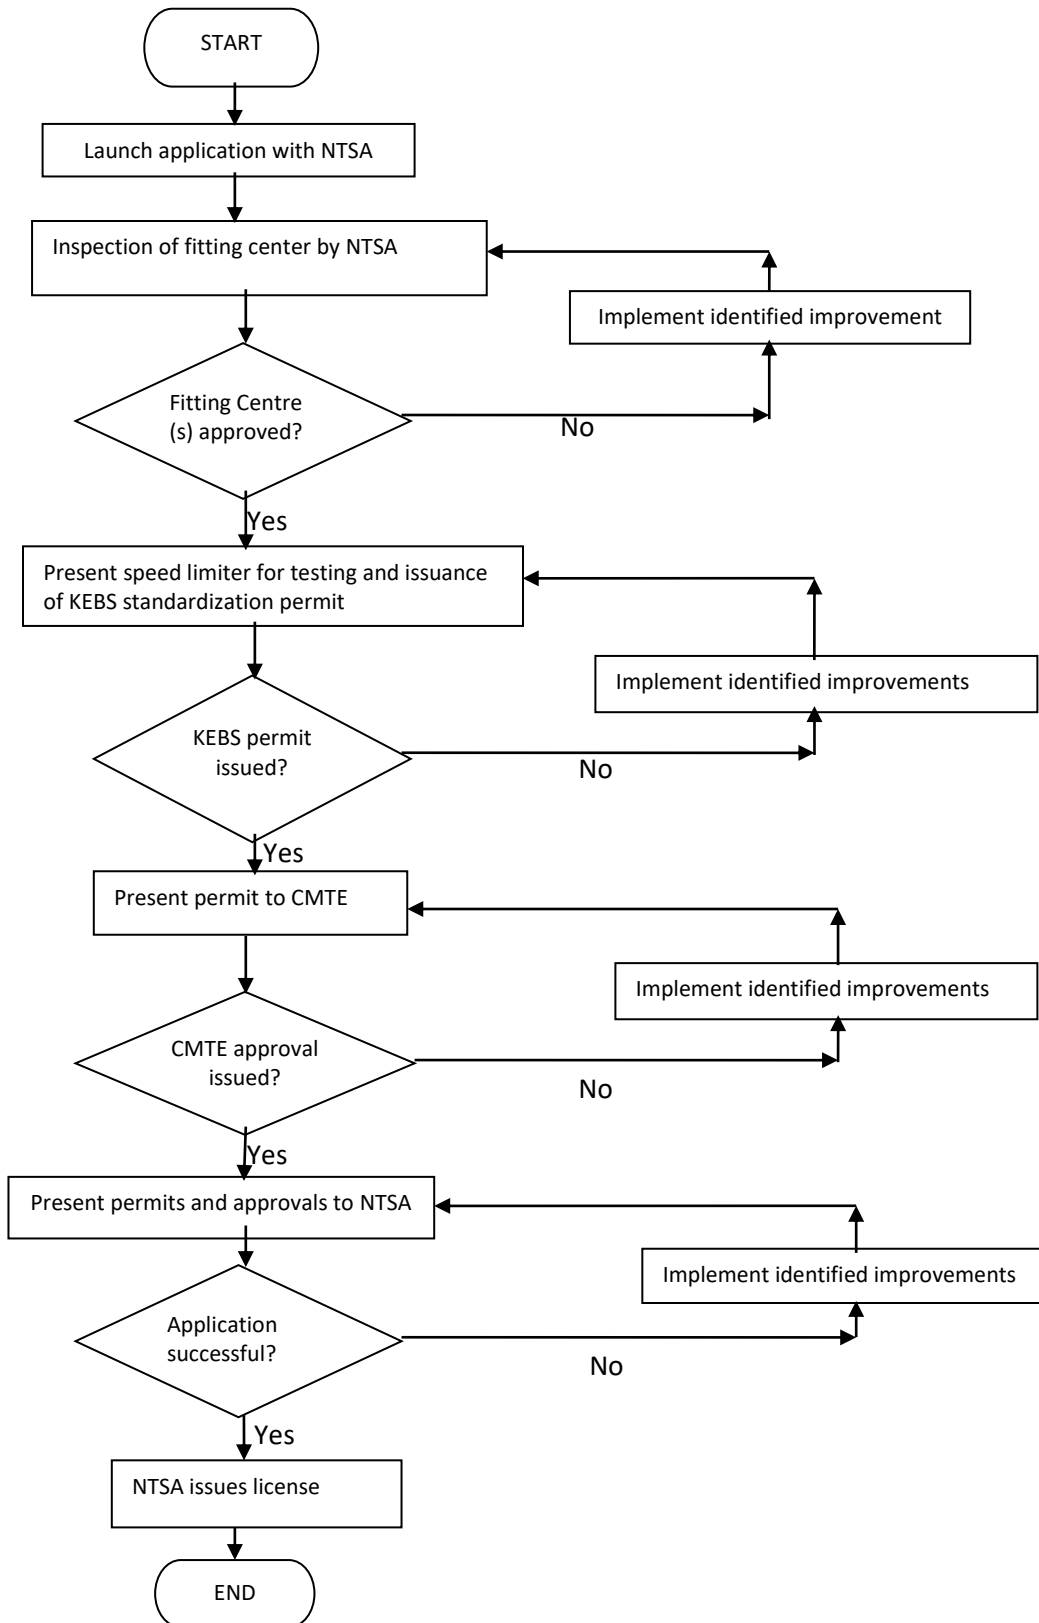 START
Launch application with NTSA
Inspection of fitting center by NTSA
Implement identified improvement
Fitting Centre
(s) approved?
No
Yes
Present speed limiter for testing and issuance
of KEBS standardization permit
Implement identified improvements
KEBS permit
issued?
No
Yes
Present permit to CMTE
Implement identified improvements
CMTE approval
issued?
No
Yes
Present permits and approvals to NTSA
Implement identified improvements
Application
successful?
No
Yes
NTSA issues license
END